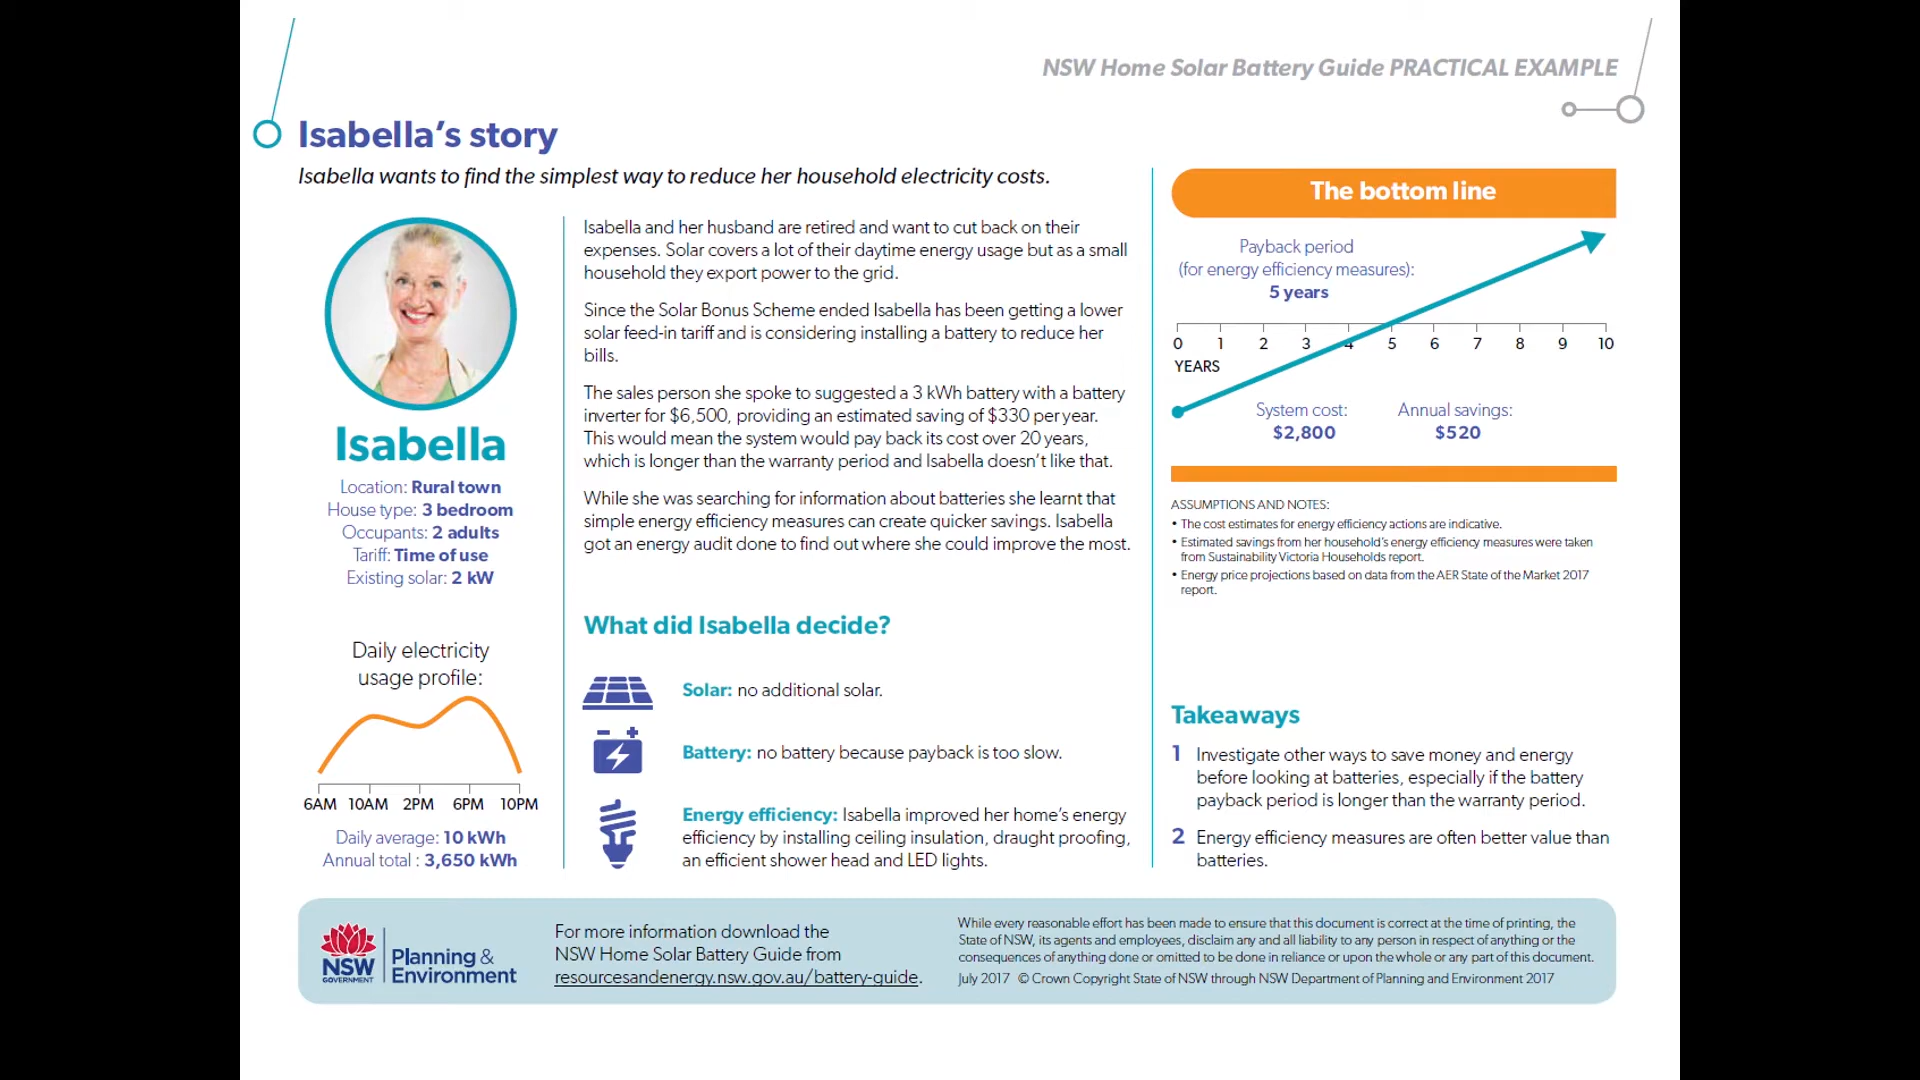 NSW Home Solar Battery Guide PRACTICAL EXAMPLE
Isabella's story
Isabella wants to find the simplest way to reduce her household electricity costs.
Isabella
Location: Rural town
House type: 3 bedroom
Occupants: 2 adults
Tariff: Time of use
Existing solar: 2 kW
Daily electricity
usage profile:
6AM 10AM 2PM 6PM 10PM
Daily average: 10 kWh
Annual total : 3,650 kWh
Isabella and her husband are retired and want to cut back on their
expenses. Solar covers a lot of their daytime energy usage but as a small
household they export power to the grid.
Since the Solar Bonus Scheme ended Isabella has been getting a lower
solar feed-in tariff and is considering installing a battery to reduce her
bills.
The sales person she spoke to suggested a 3 kWh battery with a battery
inverter for $6,500, providing an estimated saving of $330 per year.
This would mean the system would pay back its cost over 20 years,
which is longer than the warranty period and Isabella doesn't like that.
While she was searching for information about batteries she learnt that
simple energy efficiency measures can create quicker savings. Isabella
got an energy audit done to find out where she could improve the most.
What did Isabella decide?
Solar: no additional solar.
Battery: no battery because payback is too slow.
Energy efficiency: Isabella improved her home's energy
efficiency by installing ceiling insulation, draught proofing,
an efficient shower head and LED lights.
The bottom line
Payback period
(for energy efficiency measures):
5 years
0 1 2 3 4 5 6 7 8 9 10
YEARS
System cost: Annual savings:
$2,800 $520
ASSUMPTIONS AND NOTES:
• The cost estimates for energy efficiency actions are indicative.
• Estimated savings from her household's energy efficiency measures were taken
from Sustainability Victoria Households report.
• Energy price projections based on data from the AER State of the Market 2017
report.
Takeaways
1 Investigate other ways to save money and energy
before looking at batteries, especially if the battery
payback period is longer than the warranty period.
2 Energy efficiency measures are often better value than
batteries.
NSW
GOVERNMENT
Planning &
Environment
For more information download the
NSW Home Solar Battery Guide from
resourcesandenergy.nsw.gov.au/battery-guide.
While every reasonable effort has been made to ensure that this document is correct at the time of printing, the
State of NSW, its agents and employees, disclaim any and all liability to any person in respect of anything or the
consequences of anything done or omitted to be done in reliance or upon the whole or any part of this document.
July 2017 © Crown Copyright State of NSW through NSW Department of Planning and Environment 2017